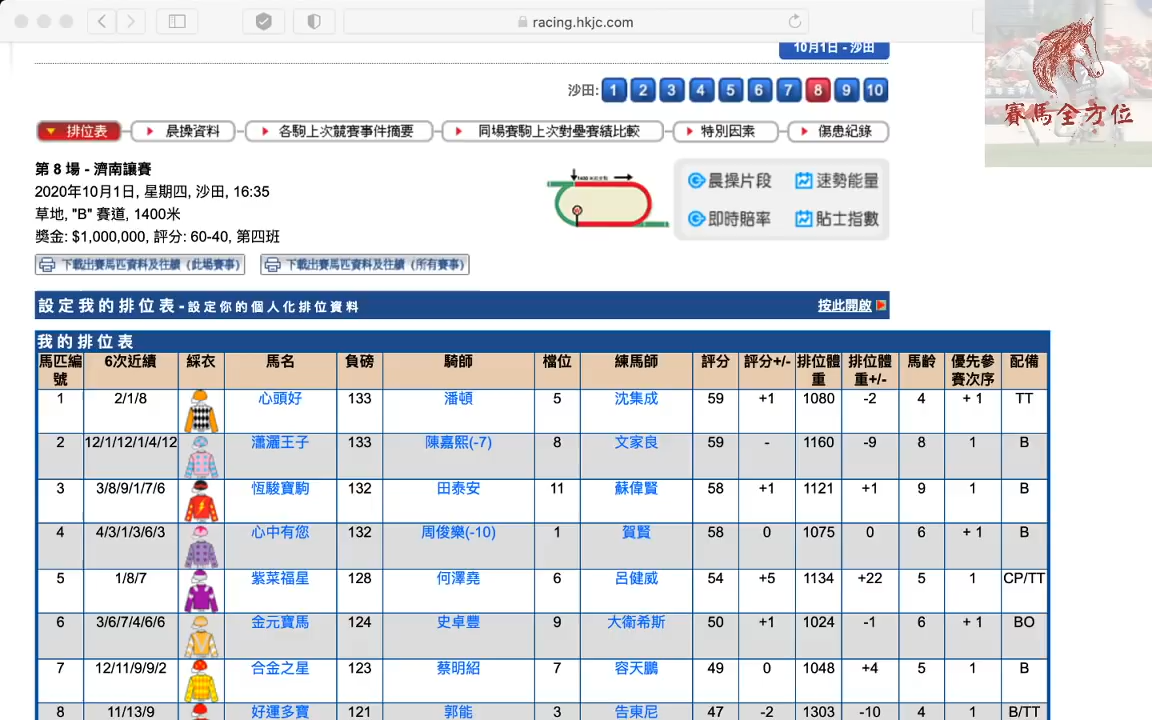 racing.hkjc.com
10月1日 - 沙田
賽馬全方位
沙田: 1 2 3 4 5 6 7 8 9 10
排位表 晨操資料 各駒上次競賽事件摘要 同場賽駒上次對壘賽績比較 特別因素 傷患紀錄
第 8 場 - 濟南讓賽
2020年10月1日, 星期四, 沙田, 16:35
草地, "B" 賽道, 1400米
獎金: $1,000,000, 評分: 60-40, 第四班
晨操片段 速勢能量
即時賠率 貼士指數
下載出賽馬匹資料及往績 (此場賽事) 下載出賽馬匹資料及往績 (所有賽事)
設定我的排位表 - 設定你的個人化排位資料 按此開啟
我的排位表
馬匹編號 6次近績 綵衣 馬名 負磅 騎師 檔位 練馬師 評分 評分+/- 排位體重 排位體重+/- 馬齡 優先參賽次序 配備
1 2/1/8 心頭好 133 潘頓 5 沈集成 59 +1 1080 -2 4 + 1 TT
2 12/1/12/1/4/12 瀟灑王子 133 陳嘉熙(-7) 8 文家良 59 - 1160 -9 8 1 B
3 3/8/9/1/7/6 恆駿寶駒 132 田泰安 11 蘇偉賢 58 +1 1121 +1 9 1 B
4 4/3/1/3/6/3 心中有您 132 周俊樂(-10) 1 賀賢 58 0 1075 0 6 + 1 B
5 1/8/7 紫菜福星 128 何澤堯 6 呂健威 54 +5 1134 +22 5 1 CP/TT
6 3/6/7/4/6/6 金元寶馬 124 史卓豐 9 大衛希斯 50 +1 1024 -1 6 + 1 BO
7 12/11/9/9/2 合金之星 123 蔡明紹 7 容天鵬 49 0 1048 +4 5 1 B
8 11/13/9 好運多寶 121 郭能 3 告東尼 47 -2 1303 -10 4 1 B/TT